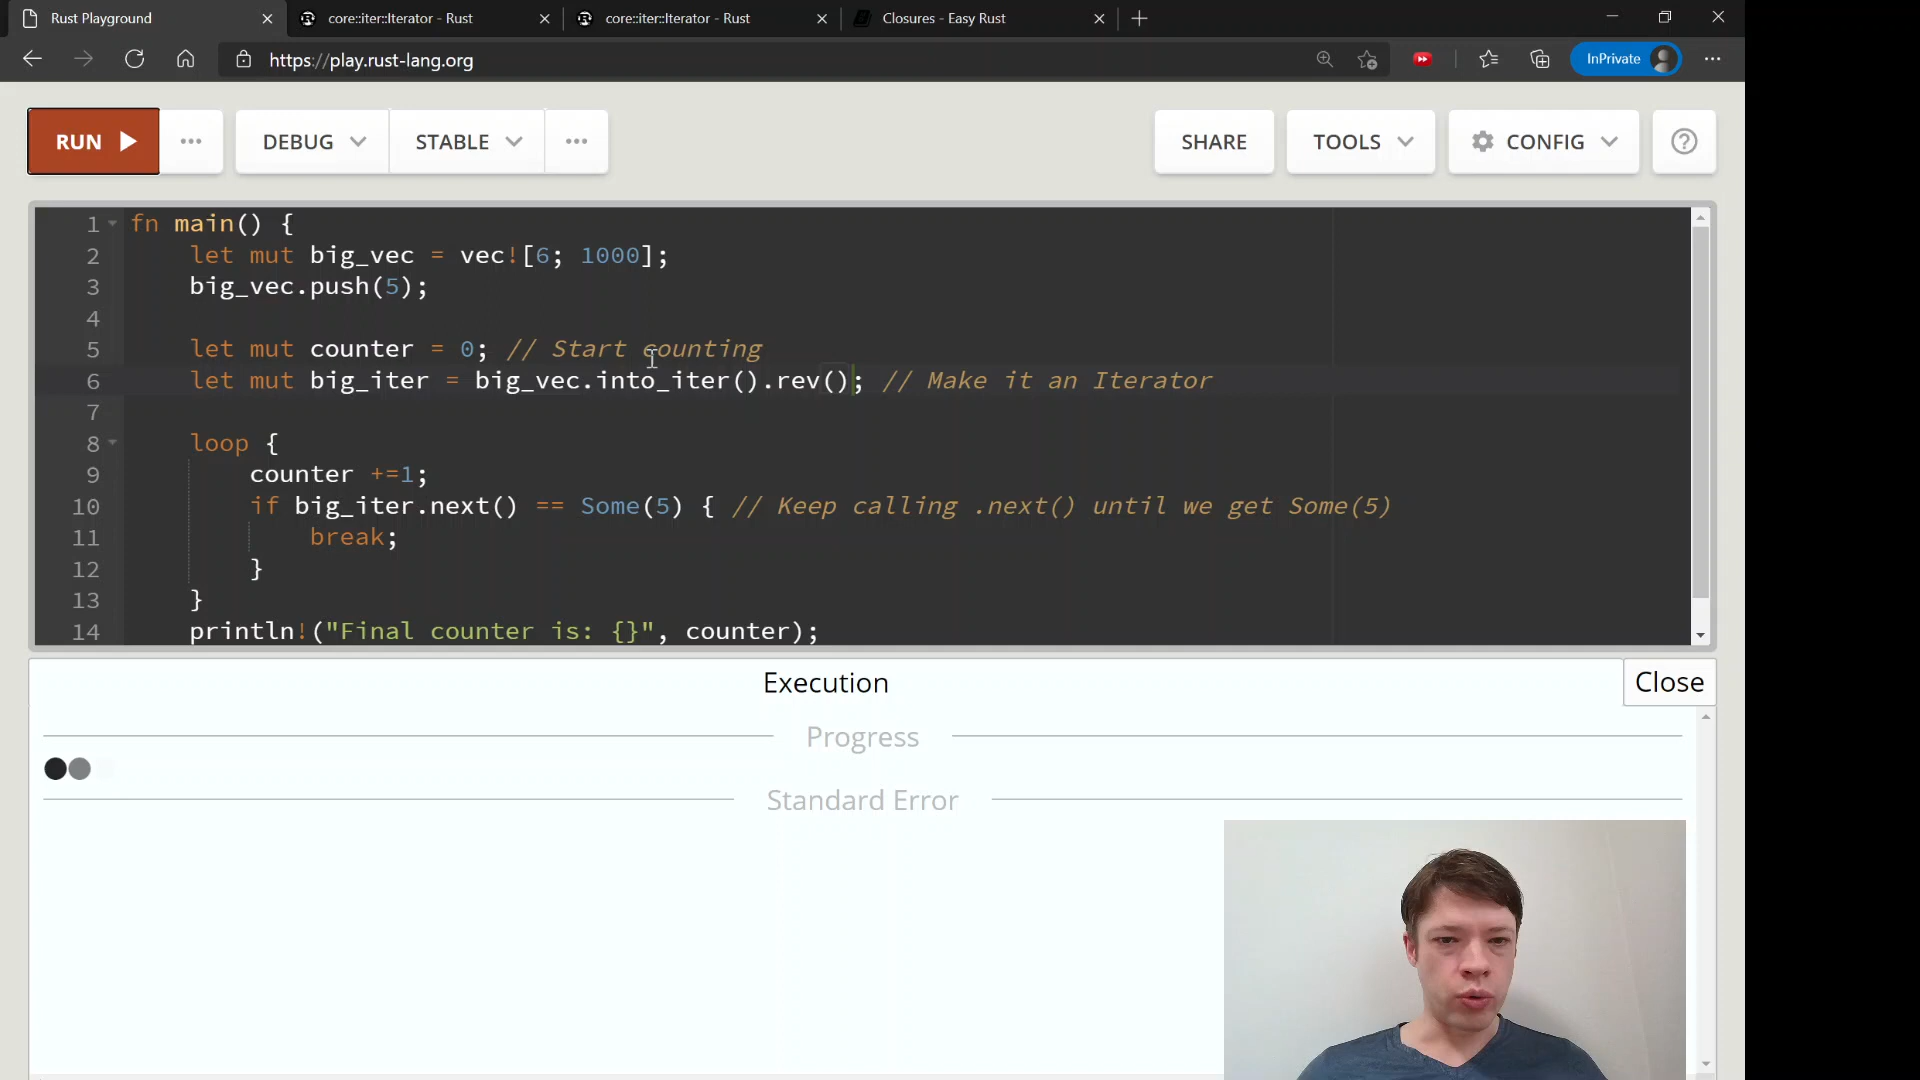 Rust Playground
core::iter::Iterator - Rust
core::iter::Iterator - Rust
Closures - Easy Rust
https://play.rust-lang.org
InPrivate
RUN
DEBUG
STABLE
SHARE
TOOLS
CONFIG
1 fn main() {
2 let mut big_vec = vec![6; 1000];
3 big_vec.push(5);
4
5 let mut counter = 0; // Start counting
6 let mut big_iter = big_vec.into_iter().rev(); // Make it an Iterator
7
8 loop {
9 counter +=1;
10 if big_iter.next() == Some(5) { // Keep calling .next() until we get Some(5)
11 break;
12 }
13 }
14 println!("Final counter is: {}", counter);
Execution
Close
Progress
Standard Error